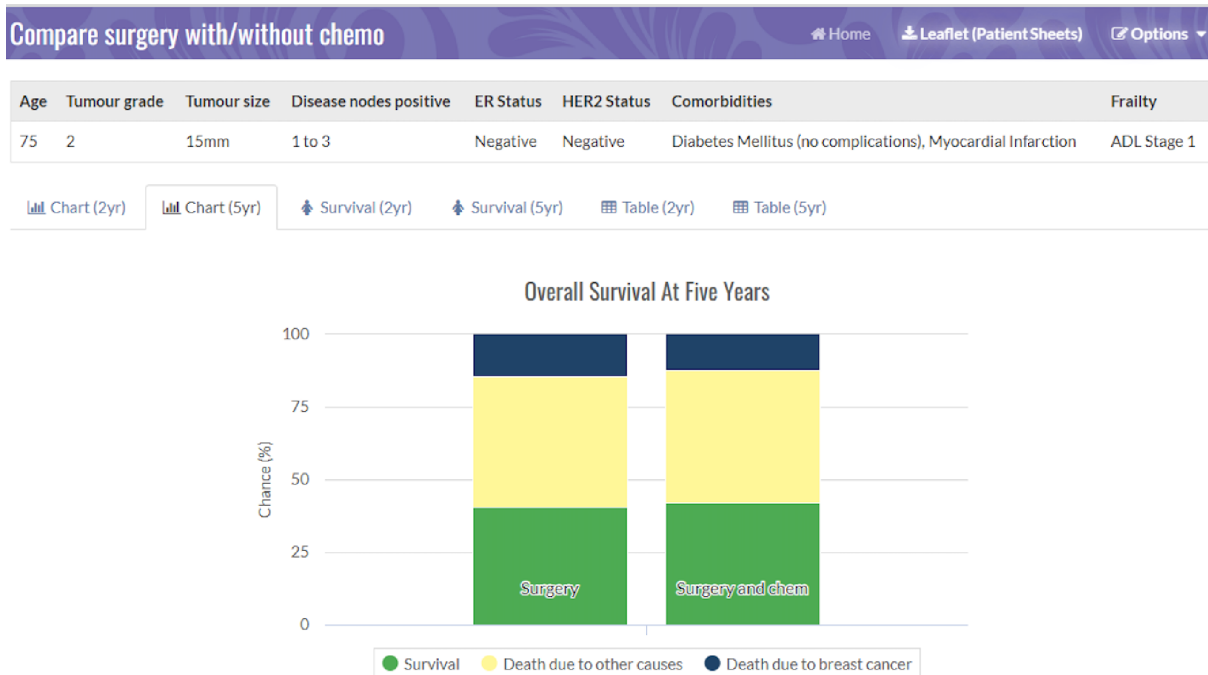 Compare surgery with/without chemo Home Leaflet (Patient Sheets) Options
Age Tumour grade Tumour size Disease nodes positive ER Status HER2 Status Comorbidities Frailty
75 2 15mm 1 to 3 Negative Negative Diabetes Mellitus (no complications), Myocardial Infarction ADL Stage 1
Chart (2yr) Chart (5yr) Survival (2yr) Survival (5yr) Table (2yr) Table (5yr)
Overall Survival At Five Years
100
75
Chance (%)
50
25
Surgery Surgery and chem
0
Survival Death due to other causes Death due to breast cancer